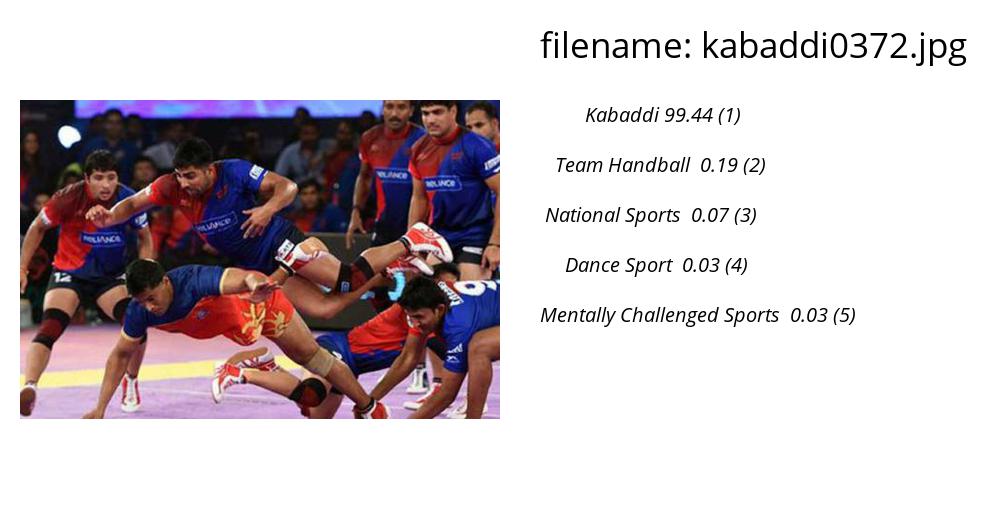 filename: kabaddi0372.jpg
Kabaddi 99.44 (1)
Team Handball 0.19 (2)
National Sports 0.07 (3)
Dance Sport 0.03 (4)
Mentally Challenged Sports 0.03 (5)
RELIANCE
RELIANCE
RELIANCE
RELIANCE
12